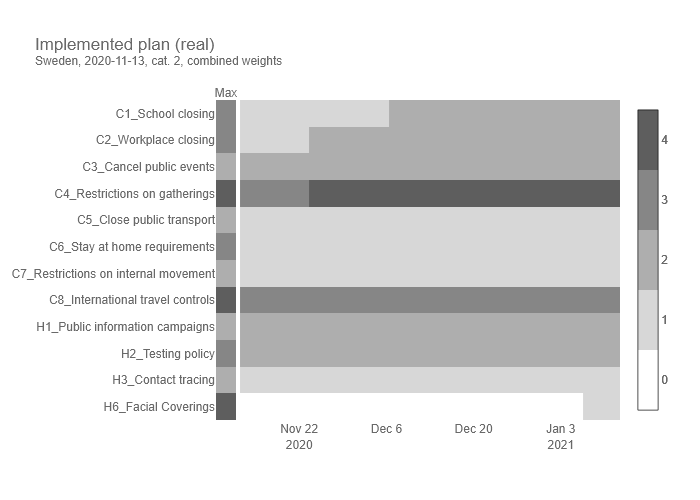 Implemented plan (real)
Sweden, 2020-11-13, cat. 2, combined weights
Max
C1_School closing
C2_Workplace closing
C3_Cancel public events
C4_Restrictions on gatherings
C5_Close public transport
C6_Stay at home requirements
C7_Restrictions on internal movement
C8_International travel controls
H1_Public information campaigns
H2_Testing policy
H3_Contact tracing
H6_Facial Coverings
Nov 22 Dec 6 Dec 20 Jan 3
2020 2021
4
3
2
1
0